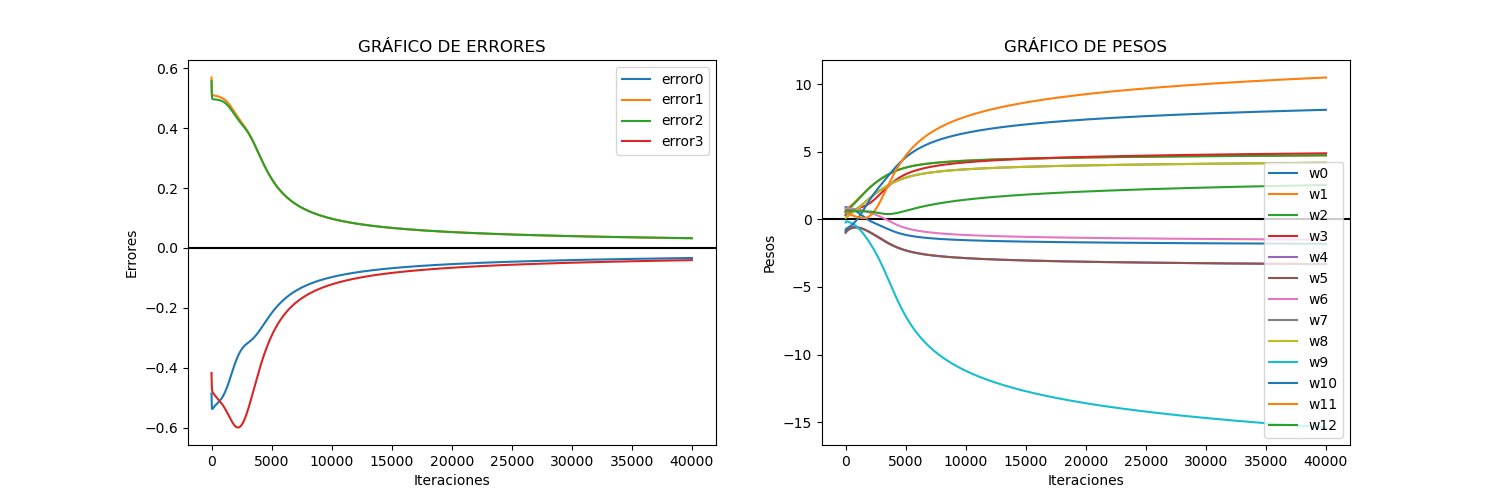 GRÁFICO DE ERRORES
0.6
0.4
0.2
0.0
−0.2
−0.4
−0.6
Errores
0 5000 10000 15000 20000 25000 30000 35000 40000
Iteraciones
error0
error1
error2
error3
GRÁFICO DE PESOS
10
5
0
−5
−10
−15
Pesos
0 5000 10000 15000 20000 25000 30000 35000 40000
Iteraciones
w0
w1
w2
w3
w4
w5
w6
w7
w8
w9
w10
w11
w12